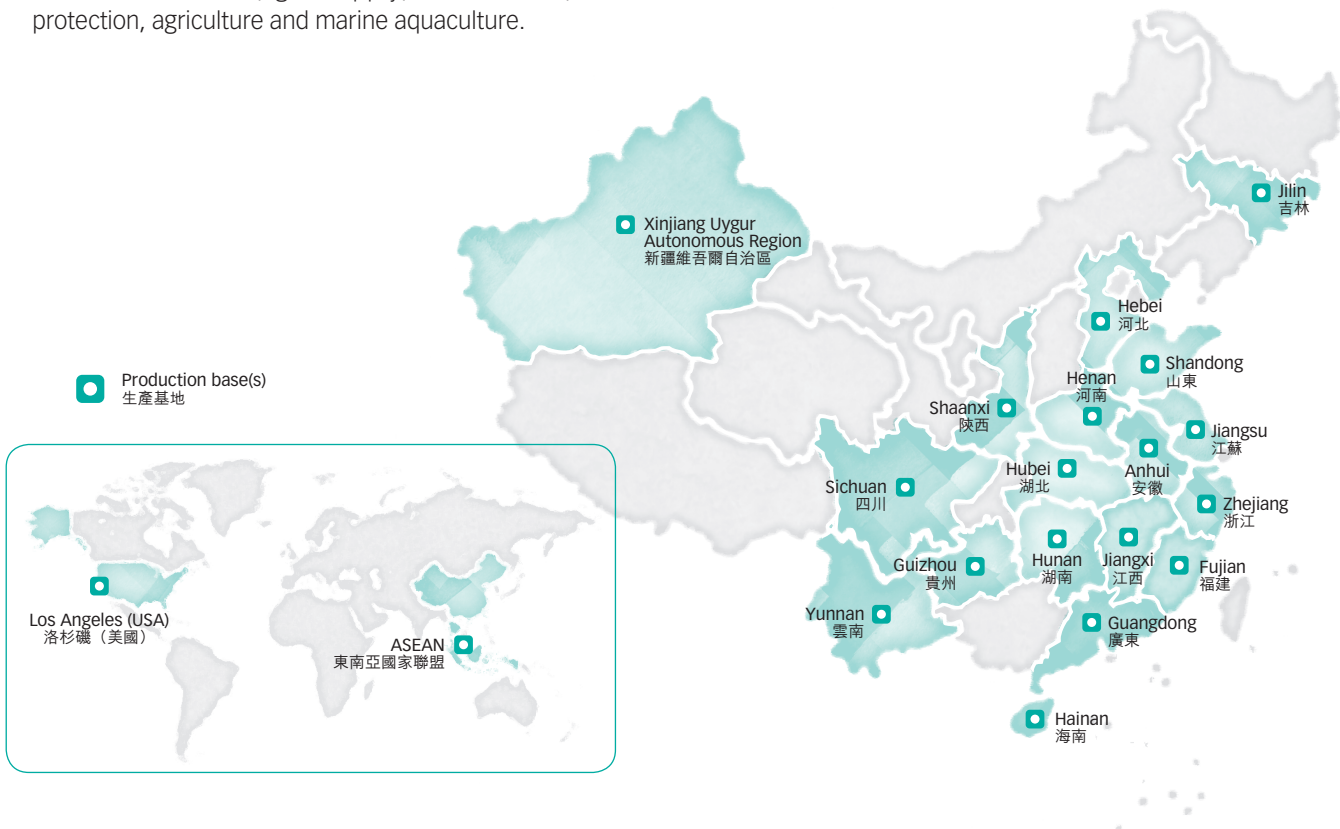 protection, agriculture and marine aquaculture.
Jilin
吉林
Xinjiang Uygur
Autonomous Region
新疆維吾爾自治區
Hebei
河北
Shandong
山東
Production base(s)
生產基地
Henan
河南
Shaanxi
陝西
Jiangsu
江蘇
Hubei
湖北
Anhui
安徽
Sichuan
四川
Zhejiang
浙江
Guizhou
貴州
Hunan
湖南
Jiangxi
江西
Fujian
福建
Yunnan
雲南
Guangdong
廣東
Hainan
海南
Los Angeles (USA)
洛杉磯（美國）
ASEAN
東南亞國家聯盟